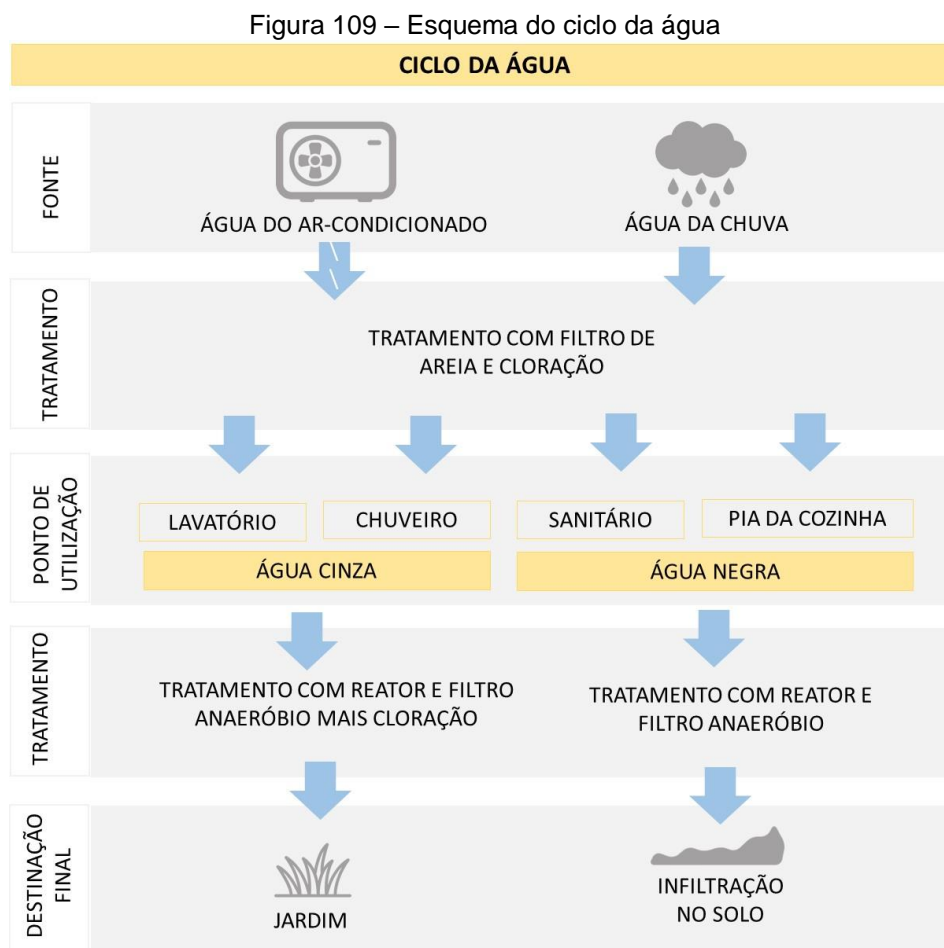 Figura 109 – Esquema do ciclo da água
CICLO DA ÁGUA
FONTE
ÁGUA DO AR-CONDICIONADO
ÁGUA DA CHUVA
TRATAMENTO
TRATAMENTO COM FILTRO DE
AREIA E CLORAÇÃO
PONTO DE
UTILIZAÇÃO
LAVATÓRIO
CHUVEIRO
SANITÁRIO
PIA DA COZINHA
ÁGUA CINZA
ÁGUA NEGRA
TRATAMENTO
TRATAMENTO COM REATOR E FILTRO
ANAERÓBIO MAIS CLORAÇÃO
TRATAMENTO COM REATOR E
FILTRO ANAERÓBIO
DESTINAÇÃO
FINAL
JARDIM
INFILTRAÇÃO
NO SOLO